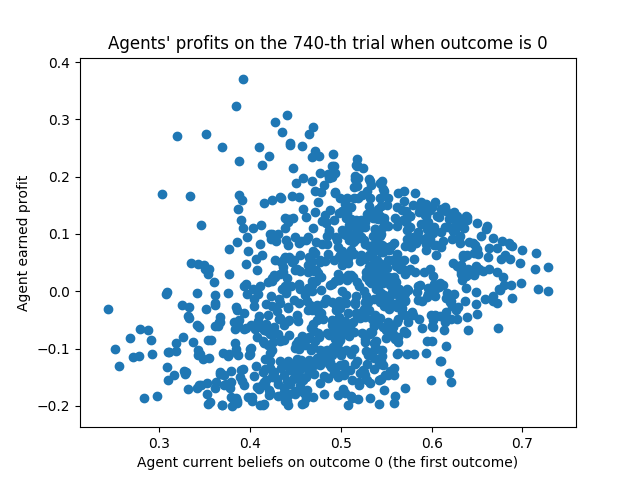 Agents' profits on the 740-th trial when outcome is 0
0.4
0.3
0.2
0.1
0.0
−0.1
−0.2
Agent earned profit
0.3 0.4 0.5 0.6 0.7
Agent current beliefs on outcome 0 (the first outcome)